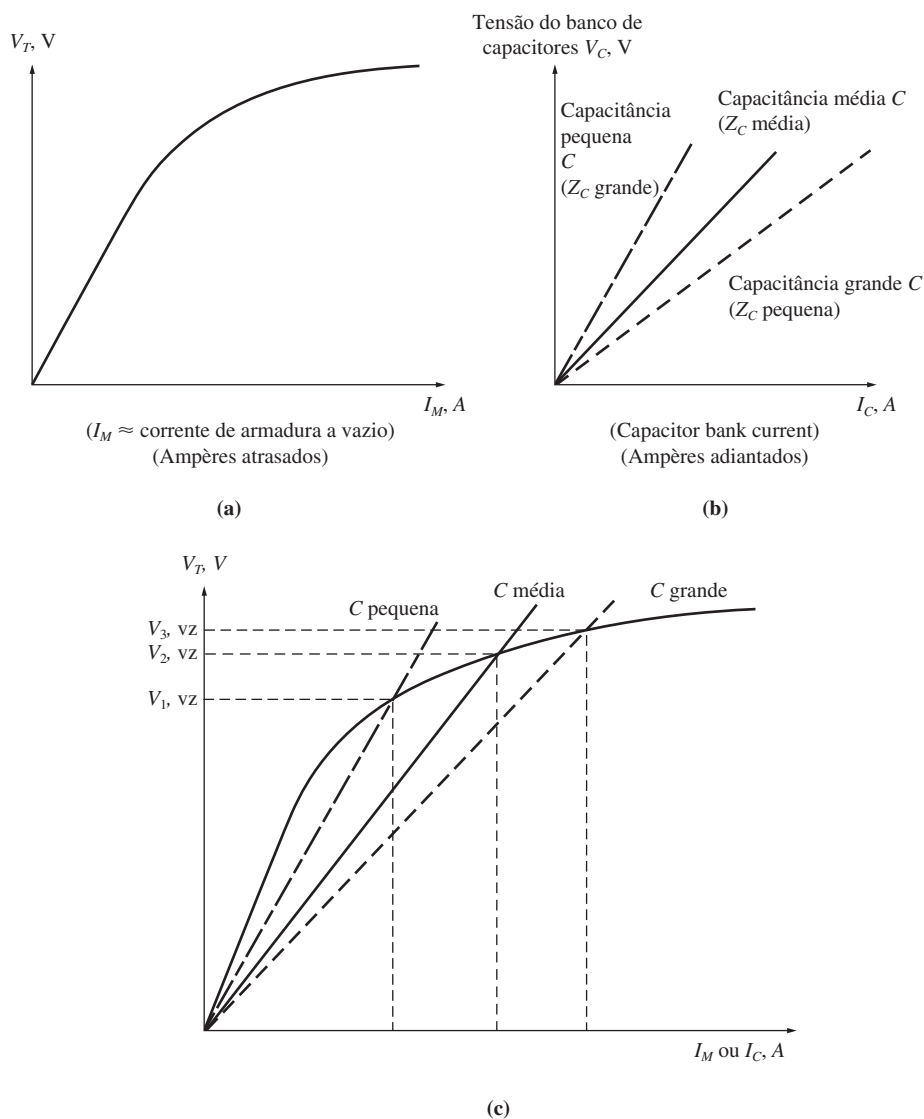 V_T, V
I_M, A
(I_M ≈ corrente de armadura a vazio)
(Ampères atrasados)
(a)
Tensão do banco de
capacitores V_C, V
Capacitância
pequena
C
(Z_C grande)
Capacitância média C
(Z_C média)
Capacitância grande C
(Z_C pequena)
I_C, A
(Capacitor bank current)
(Ampères adiantados)
(b)
V_T, V
C pequena
C média
C grande
V_3, vz
V_2, vz
V_1, vz
I_M ou I_C, A
(c)